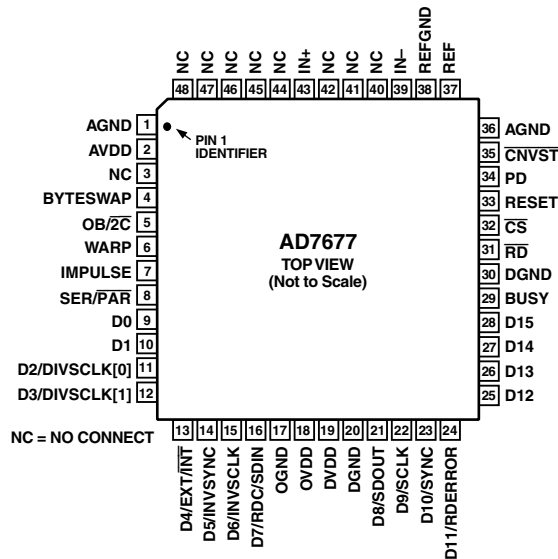 NC
NC
NC
NC
NC
IN+
NC
NC
NC
IN–
REFGND
REF
48 47 46 45 44 43 42 41 40 39 38 37
AGND 1
AVDD 2
NC 3
BYTESWAP 4
OB/2C 5
WARP 6
IMPULSE 7
SER/PAR 8
D0 9
D1 10
D2/DIVSCLK[0] 11
D3/DIVSCLK[1] 12
PIN 1
IDENTIFIER
AD7677
TOP VIEW
(Not to Scale)
36 AGND
35 CNVST
34 PD
33 RESET
32 CS
31 RD
30 DGND
29 BUSY
28 D15
27 D14
26 D13
25 D12
NC = NO CONNECT
13 14 15 16 17 18 19 20 21 22 23 24
D4/EXT/INT
D5/INVSYNC
D6/INVSCLK
D7/RDC/SDIN
OGND
OVDD
DVDD
DGND
D8/SDOUT
D9/SCLK
D10/SYNC
D11/RDERROR